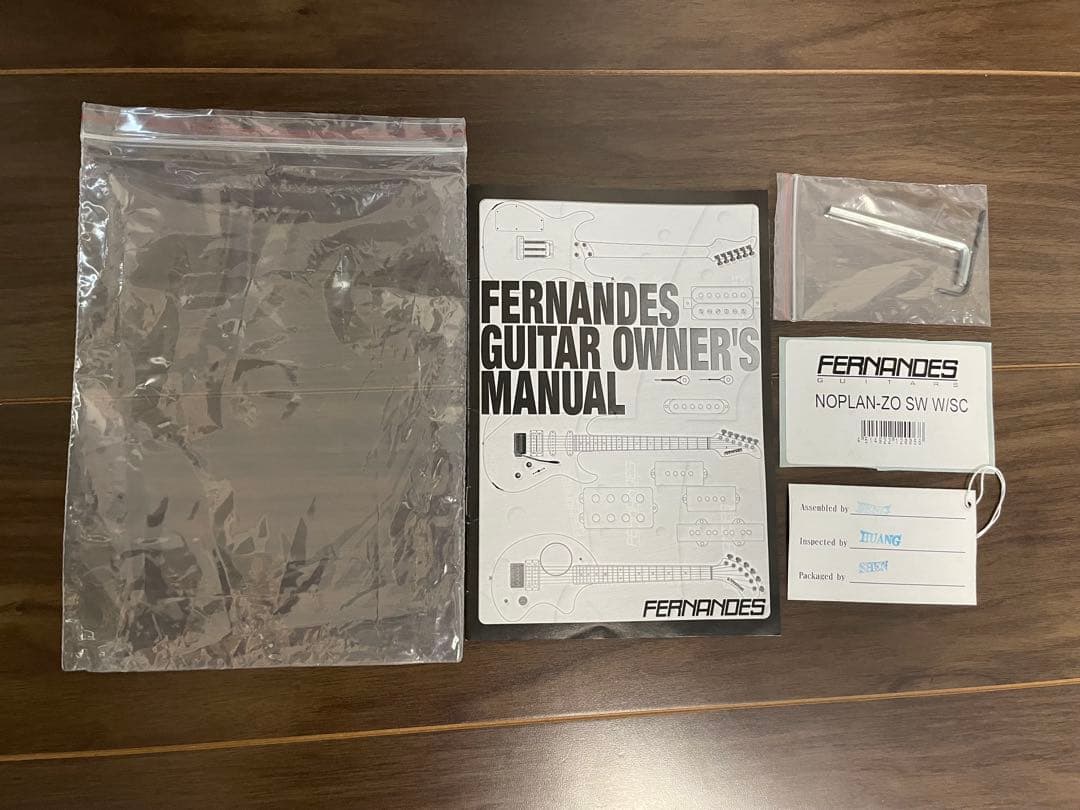 FERNANDES
GUITAR OWNER'S
MANUAL
FERNANDES
FERNANDES
FERNANDES
GUITARS
NOPLAN-ZO SW W/SC
Assembled by
Inspected by HUANG
Packaged by SHEN